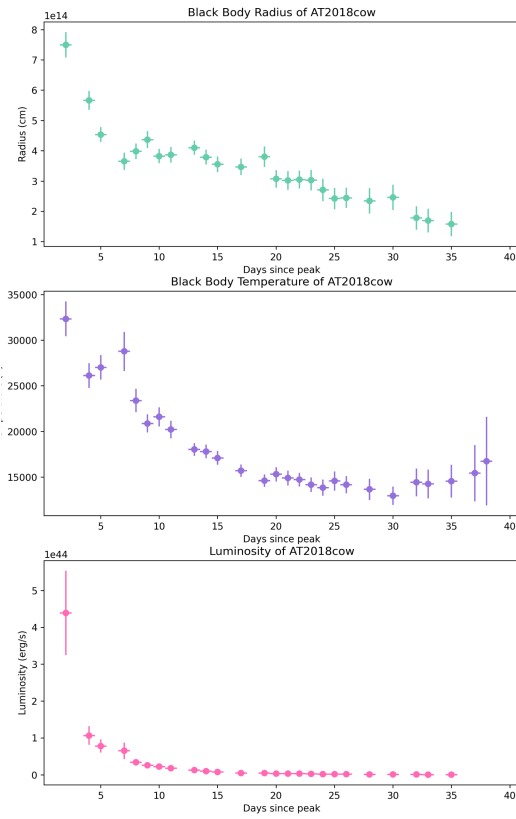 Black Body Radius of AT2018cow
1e14
8
7
6
5
4
3
2
1
Radius (cm)
5 10 15 20 25 30 35 40
Days since peak
Black Body Temperature of AT2018cow
35000
30000
25000
20000
15000
5 10 15 20 25 30 35 40
Days since peak
Luminosity of AT2018cow
1e44
5
4
3
2
1
0
Luminosity (erg/s)
5 10 15 20 25 30 35 40
Days since peak